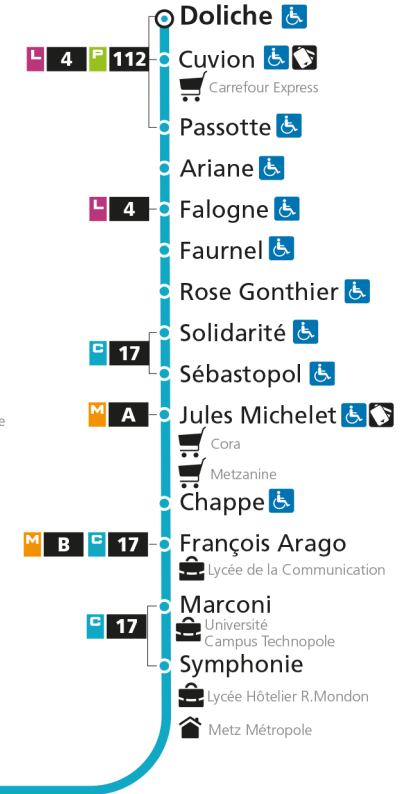 Doliche
L 4 P 112 Cuvion
Carrefour Express
Passotte
Ariane
L 4 Falogne
Faurnel
Rose Gonthier
Solidarité
C 17
Sébastopol
M A Jules Michelet
e
Cora
Metzanine
Chappe
M B C 17 François Arago
Lycée de la Communication
Marconi
C 17 Université
Campus Technopole
Symphonie
Lycée Hôtelier R.Mondon
Metz Métropole